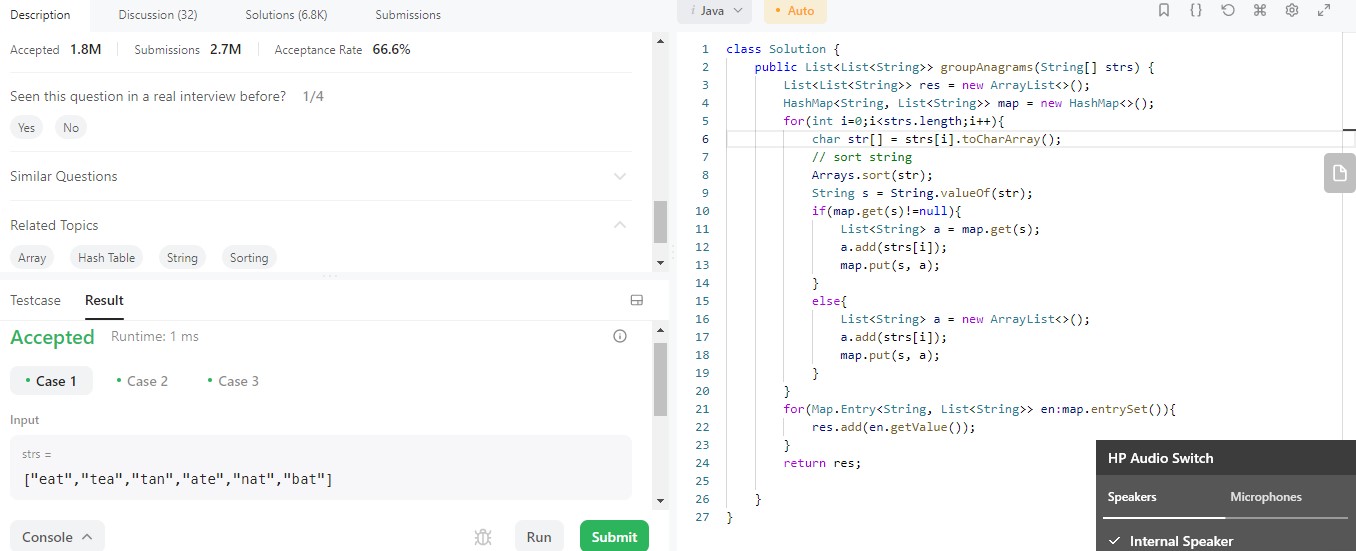 Description Discussion (32) Solutions (6.8K) Submissions
Accepted 1.8M Submissions 2.7M Acceptance Rate 66.6%
Seen this question in a real interview before? 1/4
Yes No
Similar Questions
Related Topics
Array Hash Table String Sorting
Testcase Result
Accepted Runtime: 1 ms
• Case 1 • Case 2 • Case 3
Input
strs =
["eat","tea","tan","ate","nat","bat"]
Console Run Submit
i Java • Auto
{}
1 class Solution {
2 public List<List<String>> groupAnagrams(String[] strs) {
3 List<List<String>> res = new ArrayList<>();
4 HashMap<String, List<String>> map = new HashMap<>();
5 for(int i=0;i<strs.length;i++){
6 char str[] = strs[i].toCharArray();
7 // sort string
8 Arrays.sort(str);
9 String s = String.valueOf(str);
10 if(map.get(s)!=null){
11 List<String> a = map.get(s);
12 a.add(strs[i]);
13 map.put(s, a);
14 }
15 else{
16 List<String> a = new ArrayList<>();
17 a.add(strs[i]);
18 map.put(s, a);
19 }
20 }
21 for(Map.Entry<String, List<String>> en:map.entrySet()){
22 res.add(en.getValue());
23 }
24 return res;
25
26 }
27 }
HP Audio Switch
Speakers Microphones
Internal Speaker